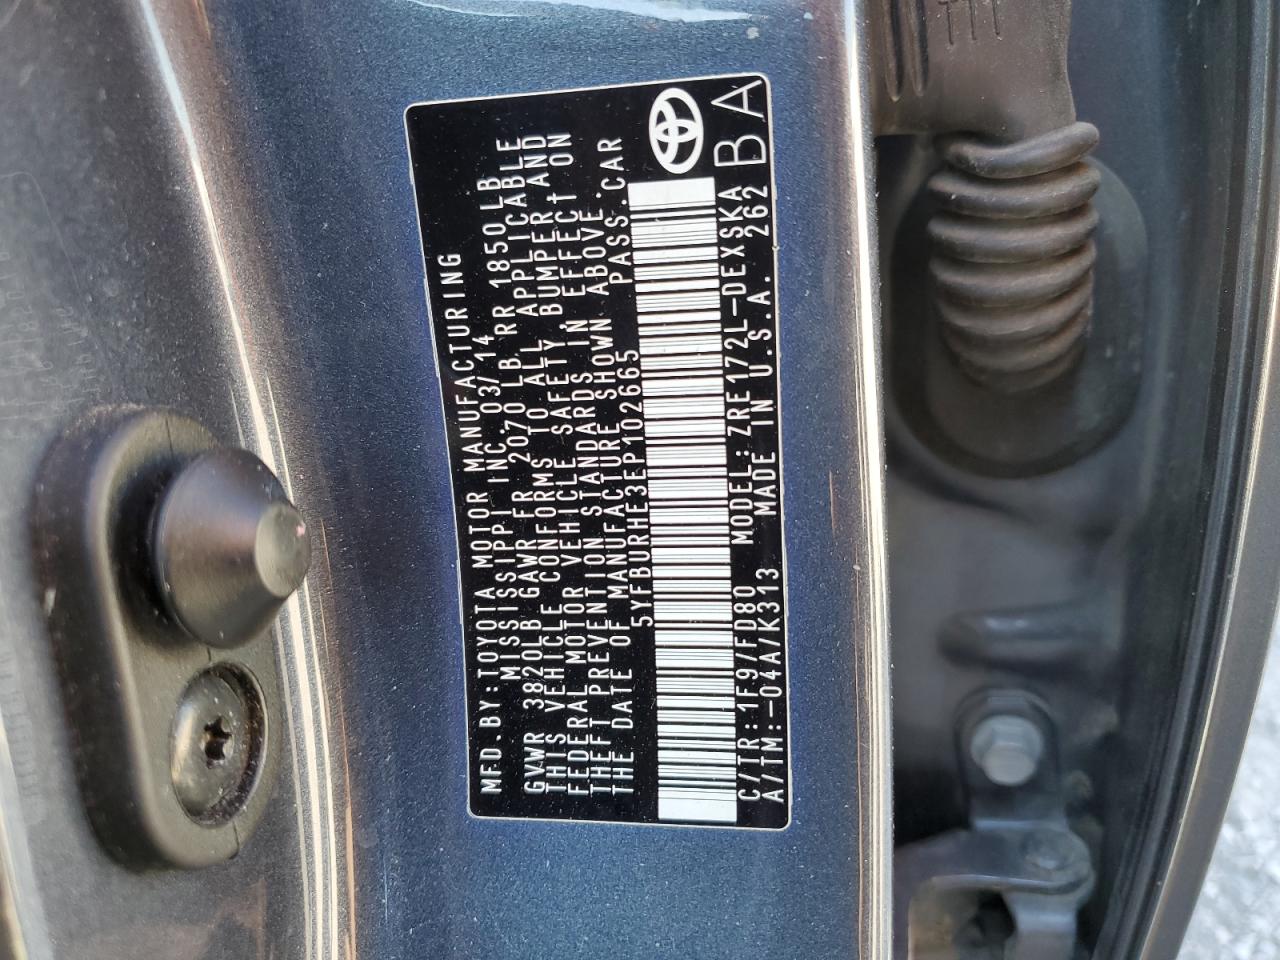 MFD.BY:TOYOTA MOTOR MANUFACTURING
MISSISSIPPI INC.03/14
GVWR 3820LB GAWR FR 2070LB RR 1850LB
THIS VEHICLE CONFORMS TO ALL APPLICABLE
FEDERAL MOTOR VEHICLE SAFETY, BUMPER, AND
THEFT PREVENTION STANDARDS IN EFFECT ON
THE DATE OF MANUFACTURE SHOWN ABOVE.
5YFBURHE3EP102665 PASS.CAR
C/TR:1F9/FD80 MODEL:ZRE172L-DEXSKA
A/TM:-04A/K313 MADE IN U.S.A. 262
BA